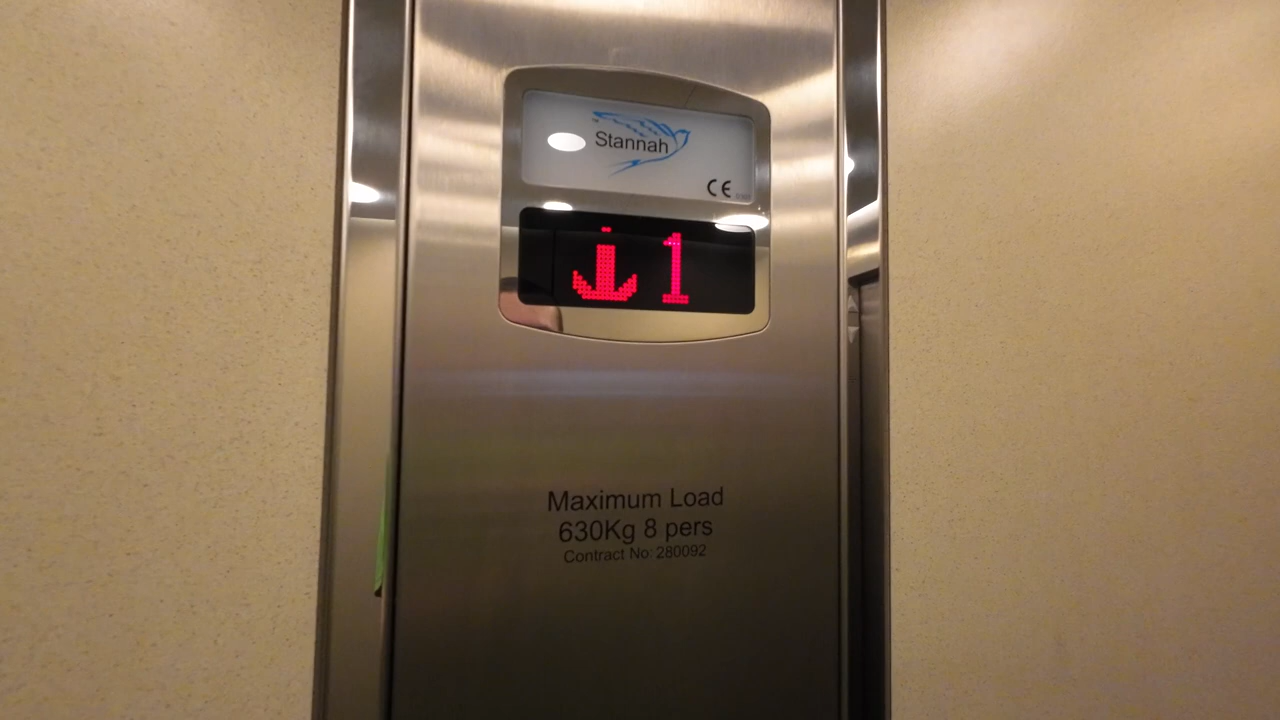 Stannah
CE
1
Maximum Load
630Kg 8 pers
Contract No: 280092